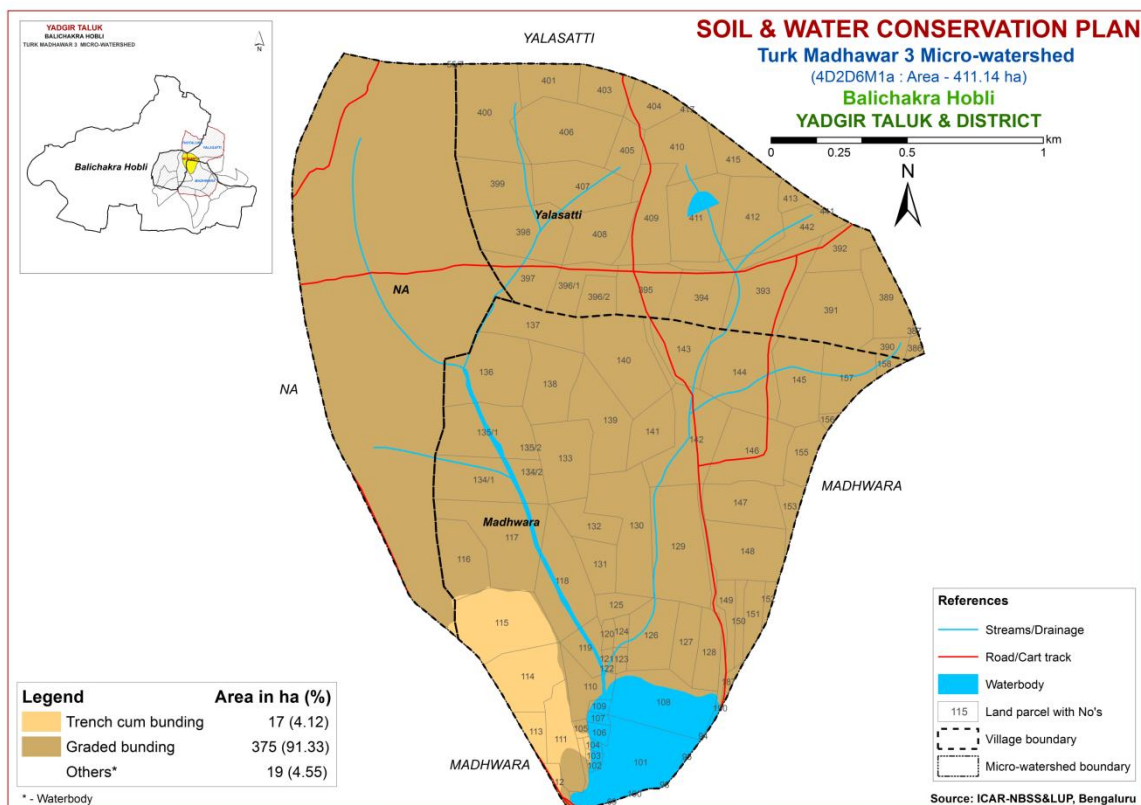 YADGIR TALUK
BALICHAKRA HOBLI
TURK MADHAWAR 3 MICRO-WATERSHED
N
Balichakra Hobli
YALASATTI
SOIL & WATER CONSERVATION PLAN
Turk Madhawar 3 Micro-watershed
(4D2D6M1a : Area - 411.14 ha)
Balichakra Hobli
YADGIR TALUK & DISTRICT
km
0 0.25 0.5 1
N
401
403
404
400
406
405
410
415
399
407
413
398
Yalasatti
408
409
411
412
442
392
397
396/1
396/2
395
394
393
391
389
NA
137
143
390
386
158
136
138
140
144
145
157
NA
139
141
142
156
135/1
135/2
133
146
155
134/1
134/2
MADHWARA
147
153
Madhwara
117
132
130
129
148
116
131
118
115
125
149
150
151
120
124
126
127
128
119
121
123
122
114
110
109
108
107
113
111
105
106
104
103
102
101
MADHWARA
Legend Area in ha (%)
Trench cum bunding 17 (4.12)
Graded bunding 375 (91.33)
Others* 19 (4.55)
* - Waterbody
References
Streams/Drainage
Road/Cart track
Waterbody
115 Land parcel with No's
Village boundary
Micro-watershed boundary
Source: ICAR-NBSS&LUP, Bengaluru